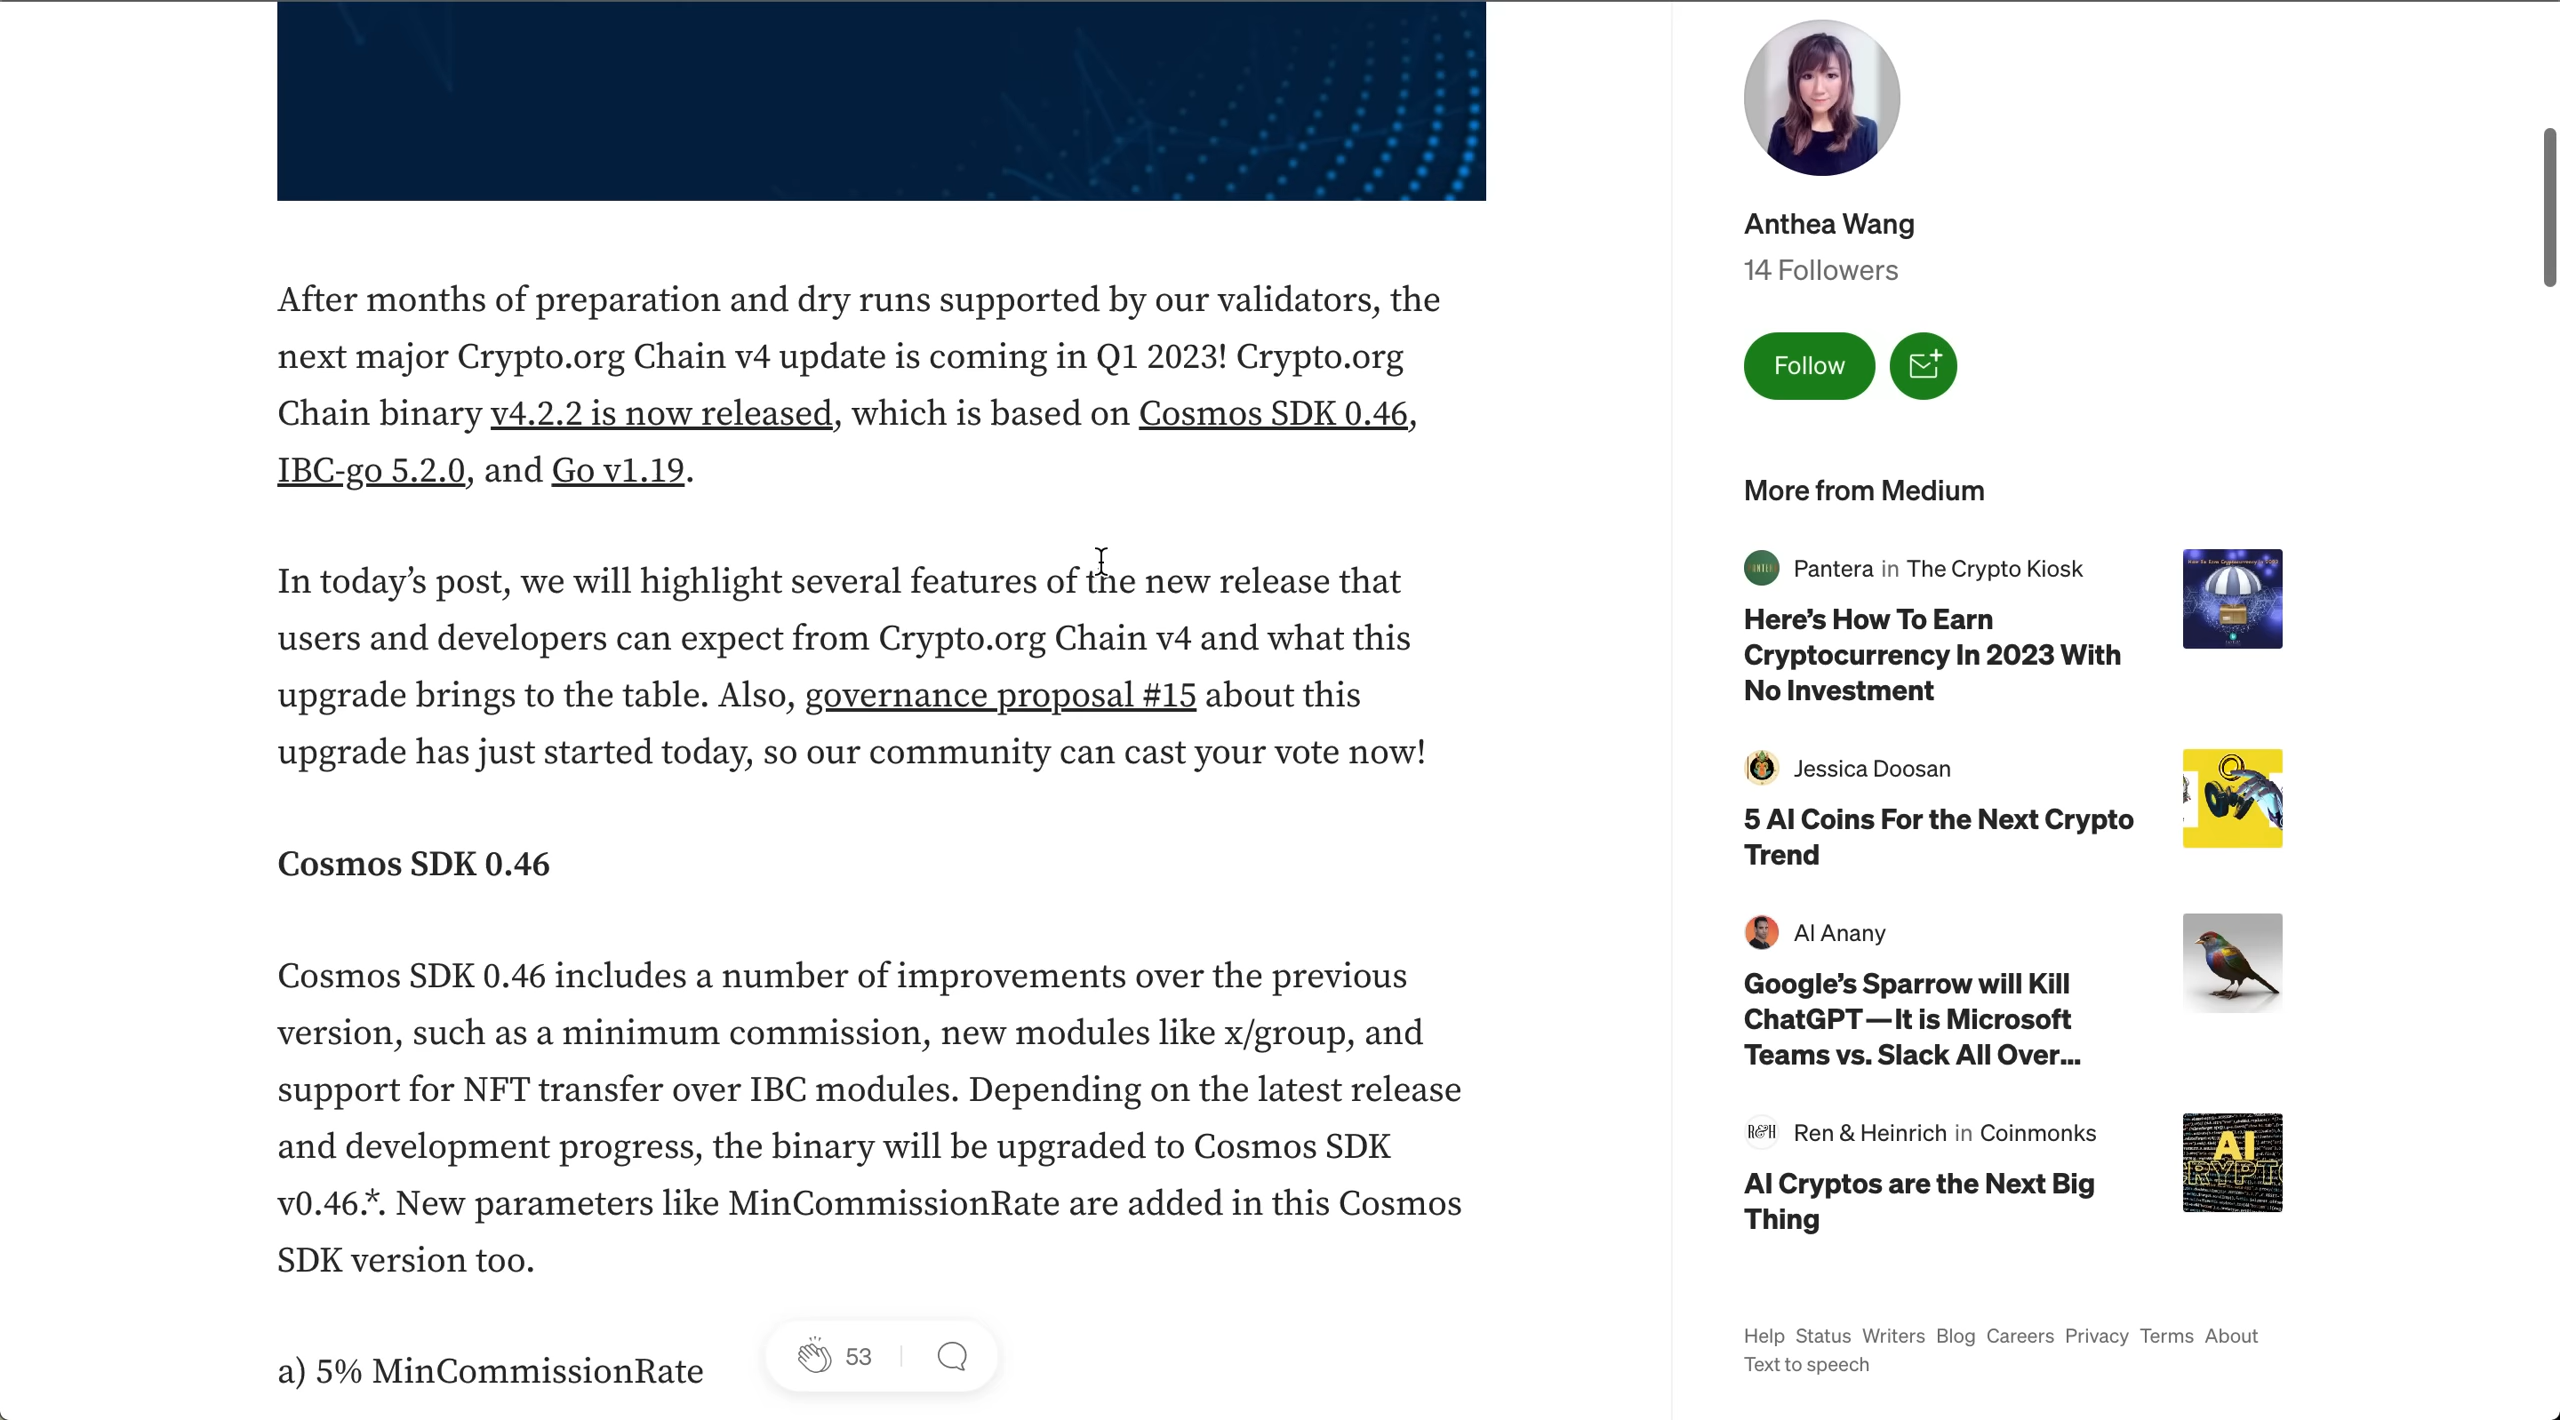 After months of preparation and dry runs supported by our validators, the
next major Crypto.org Chain v4 update is coming in Q1 2023! Crypto.org
Chain binary v4.2.2 is now released, which is based on Cosmos SDK 0.46,
IBC-go 5.2.0, and Go v1.19.
In today’s post, we will highlight several features of the new release that
users and developers can expect from Crypto.org Chain v4 and what this
upgrade brings to the table. Also, governance proposal #15 about this
upgrade has just started today, so our community can cast your vote now!
Cosmos SDK 0.46
Cosmos SDK 0.46 includes a number of improvements over the previous
version, such as a minimum commission, new modules like x/group, and
support for NFT transfer over IBC modules. Depending on the latest release
and development progress, the binary will be upgraded to Cosmos SDK
v0.46.*. New parameters like MinCommissionRate are added in this Cosmos
SDK version too.
a) 5% MinCommissionRate
53
Anthea Wang
14 Followers
Follow
More from Medium
Pantera in The Crypto Kiosk
Here’s How To Earn
Cryptocurrency In 2023 With
No Investment
Jessica Doosan
5 AI Coins For the Next Crypto
Trend
Al Anany
Google’s Sparrow will Kill
ChatGPT — It is Microsoft
Teams vs. Slack All Over…
R&H
Ren & Heinrich in Coinmonks
AI Cryptos are the Next Big
Thing
AI
CRYPTO
Help Status Writers Blog Careers Privacy Terms About
Text to speech